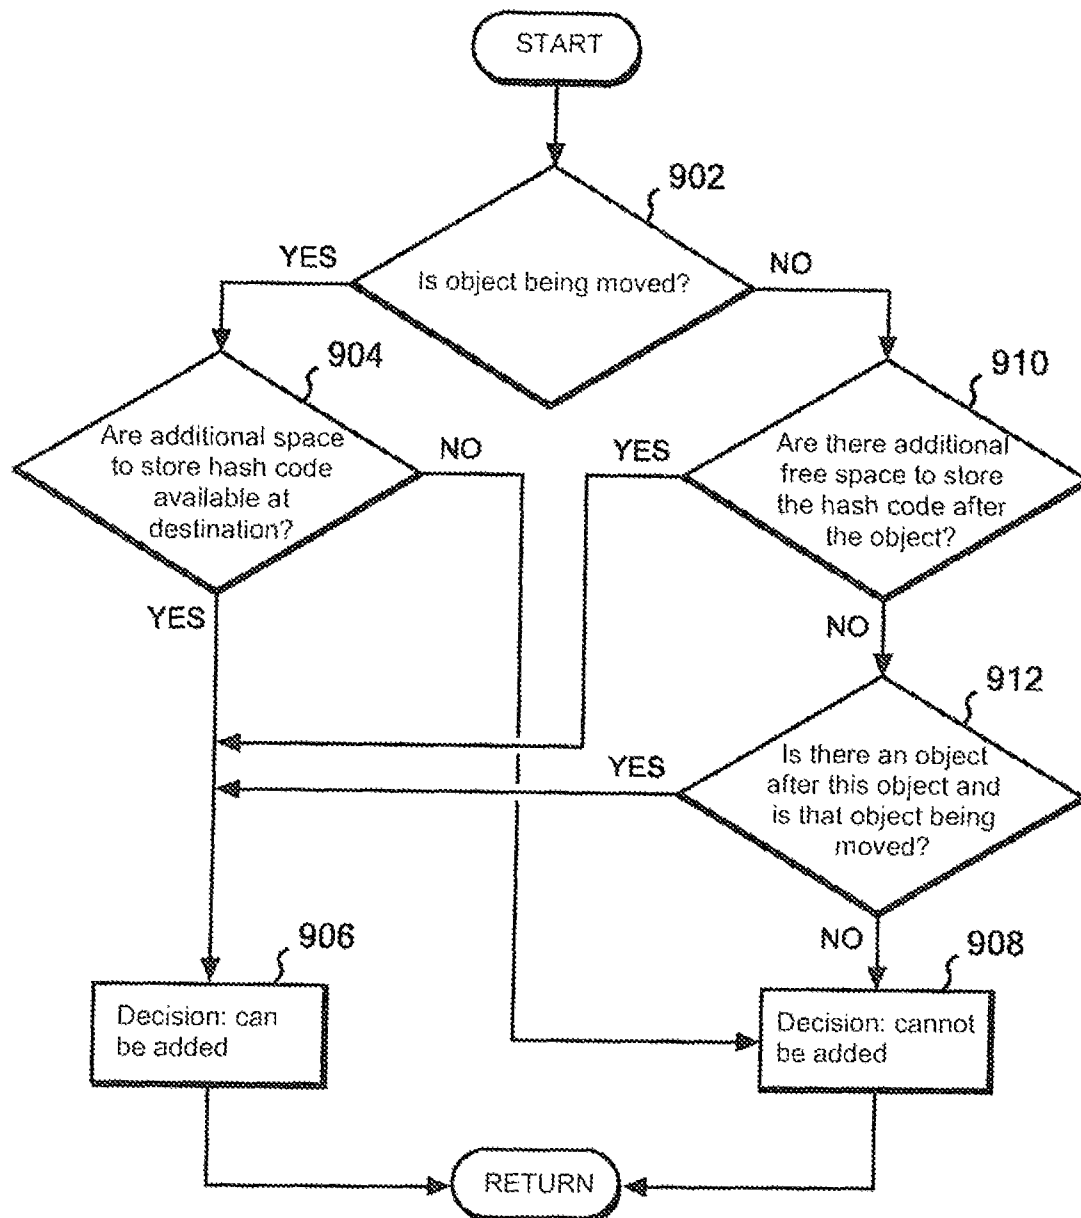 START
902
YES
Is object being moved?
NO
904
Are additional space
to store hash code
available at
destination?
NO
YES
910
YES
Are there additional
free space to store
the hash code after
the object?
NO
912
YES
Is there an object
after this object and
is that object being
moved?
NO
906
Decision: can
be added
908
Decision: cannot
be added
RETURN